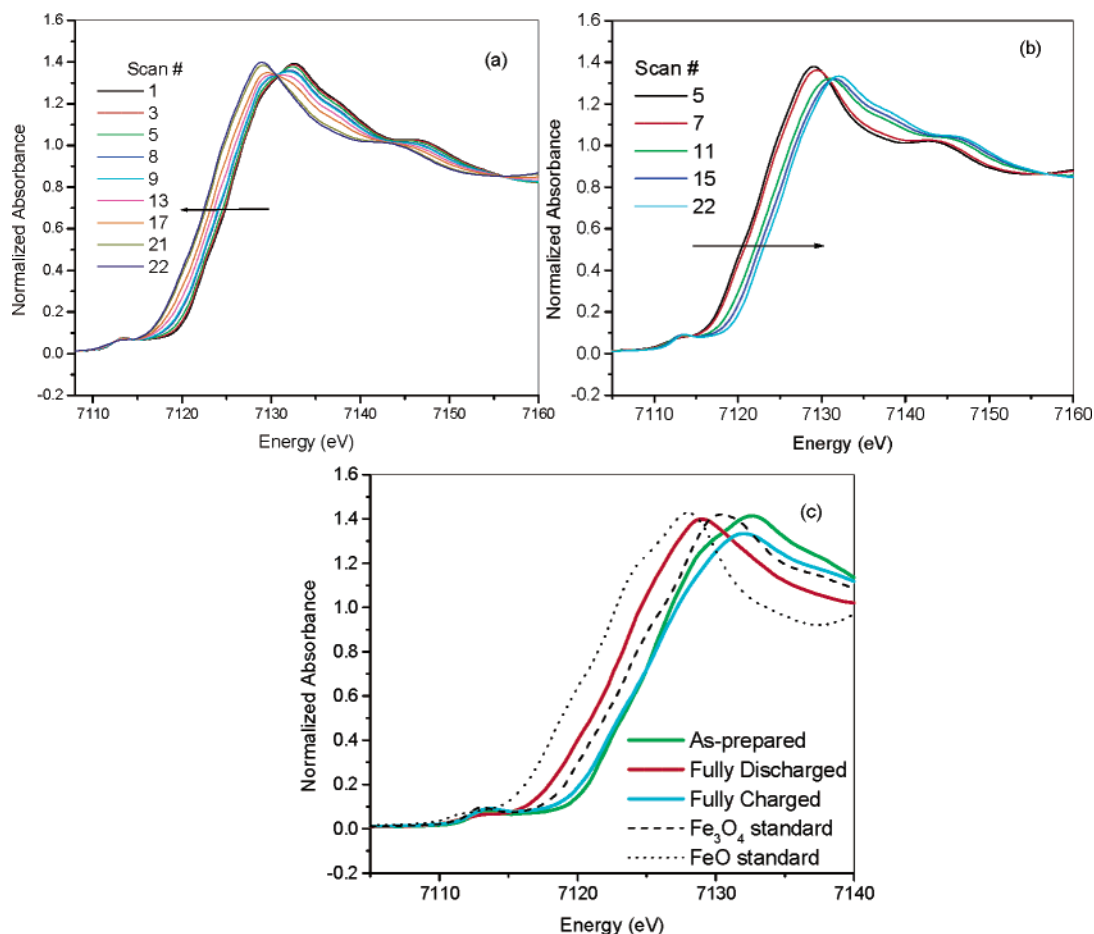 1.6
1.4
1.2
1.0
0.8
0.6
0.4
0.2
0.0
-0.2
Normalized Absorbance
(a)
Scan #
1
3
5
8
9
13
17
21
22
7110 7120 7130 7140 7150 7160
Energy (eV)
1.6
1.4
1.2
1.0
0.8
0.6
0.4
0.2
0.0
-0.2
Normalized Absorbance
(b)
Scan #
5
7
11
15
22
7110 7120 7130 7140 7150 7160
Energy (eV)
1.6
1.4
1.2
1.0
0.8
0.6
0.4
0.2
0.0
-0.2
Normalized Absorbance
(c)
As-prepared
Fully Discharged
Fully Charged
Fe₃O₄ standard
FeO standard
7110 7120 7130 7140
Energy (eV)